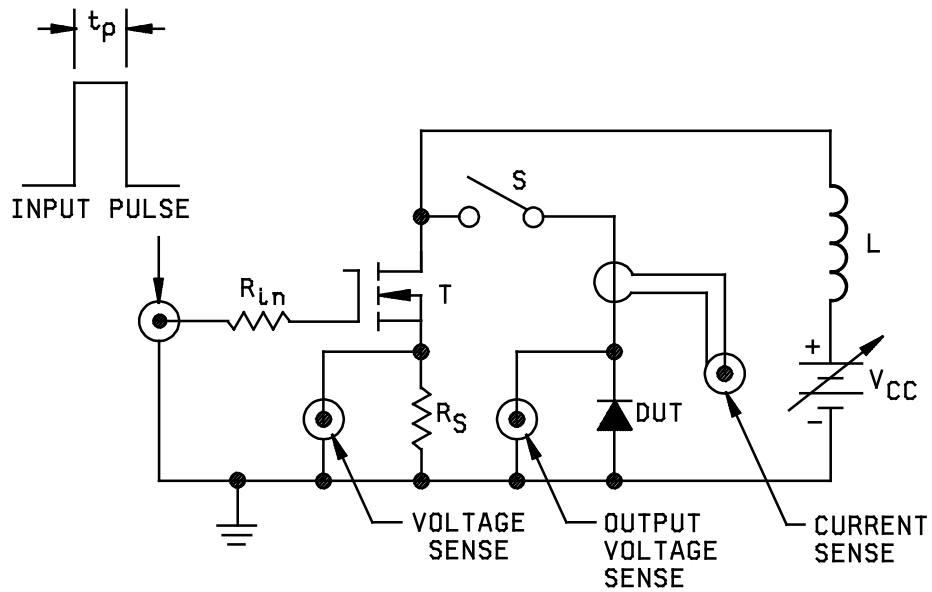 tp
INPUT PULSE
S
L
Rin
T
+
VCC
RS
DUT
−
VOLTAGE
SENSE
OUTPUT
VOLTAGE
SENSE
CURRENT
SENSE